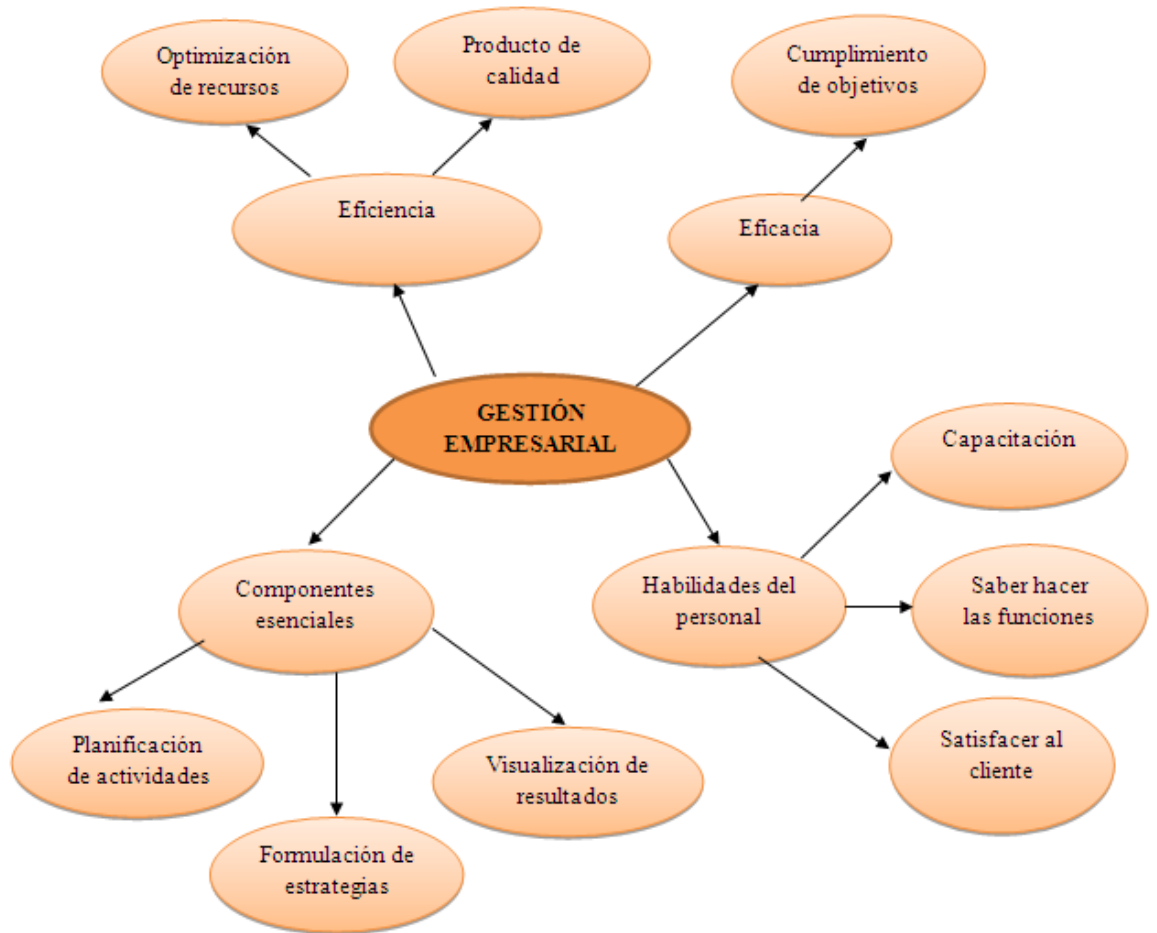 Optimización
de recursos
Producto de
calidad
Cumplimiento
de objetivos
Eficiencia
Eficacia
GESTIÓN
EMPRESARIAL
Capacitación
Componentes
esenciales
Habilidades del
personal
Saber hacer
las funciones
Planificación
de actividades
Visualización de
resultados
Satisfacer al
cliente
Formulación de
estrategias